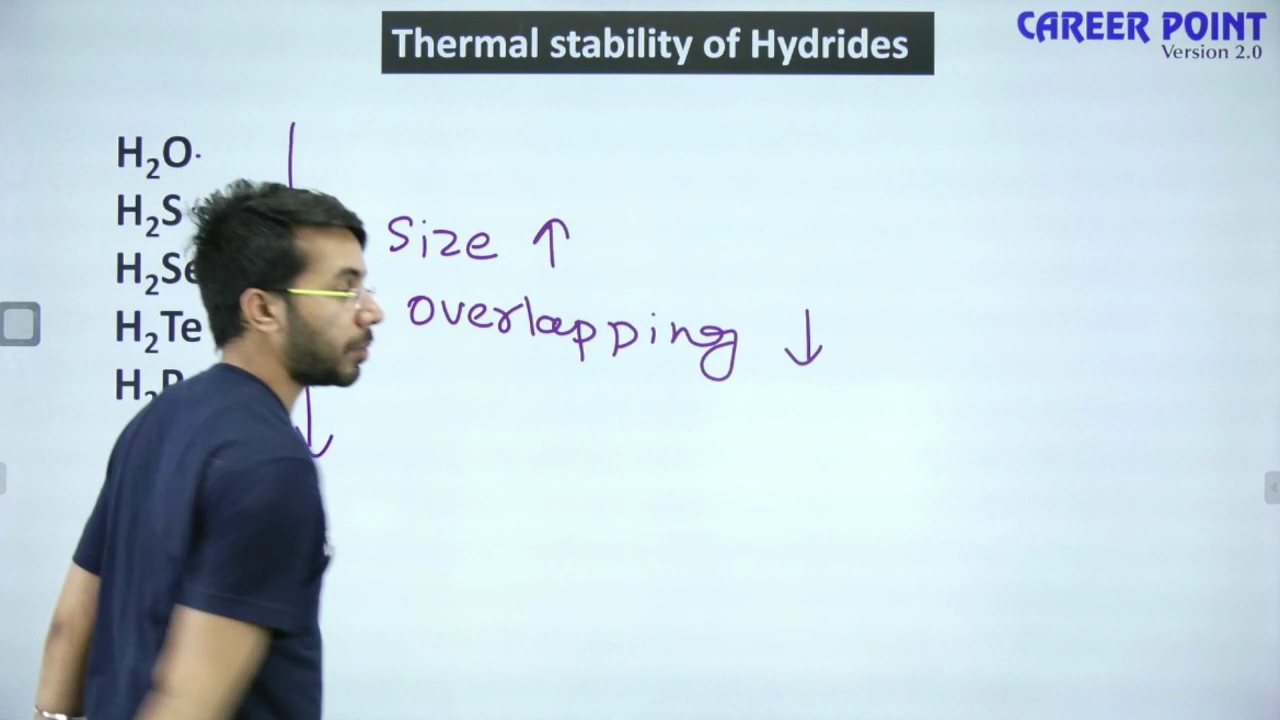 Thermal stability of Hydrides
CAREER POINT
Version 2.0
H₂O
H₂S
Size ↑
H₂Se
overlapping ↓
H₂Te